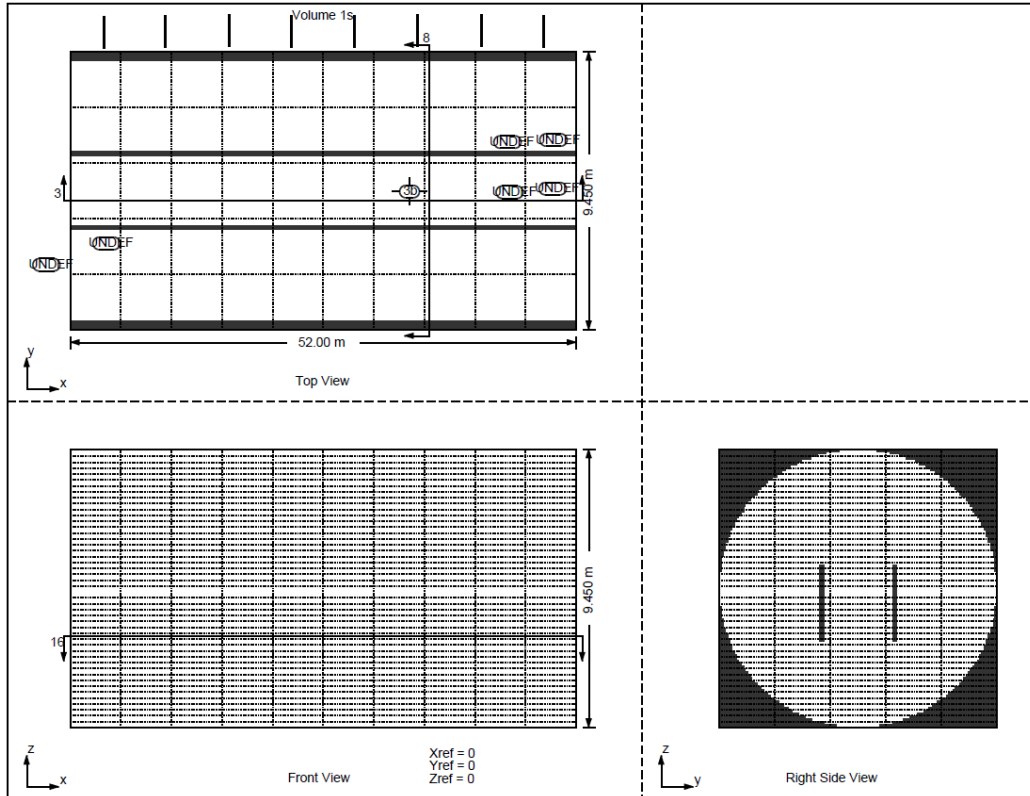 Volume 1s
8
UNDEF
UNDEF
3
3b
UNDEF
UNDEF
9.450 m
UNDEF
UNDEF
52.00 m
y
x
Top View
9.450 m
16
z
x
Front View
Xref = 0
Yref = 0
Zref = 0
z
y
Right Side View